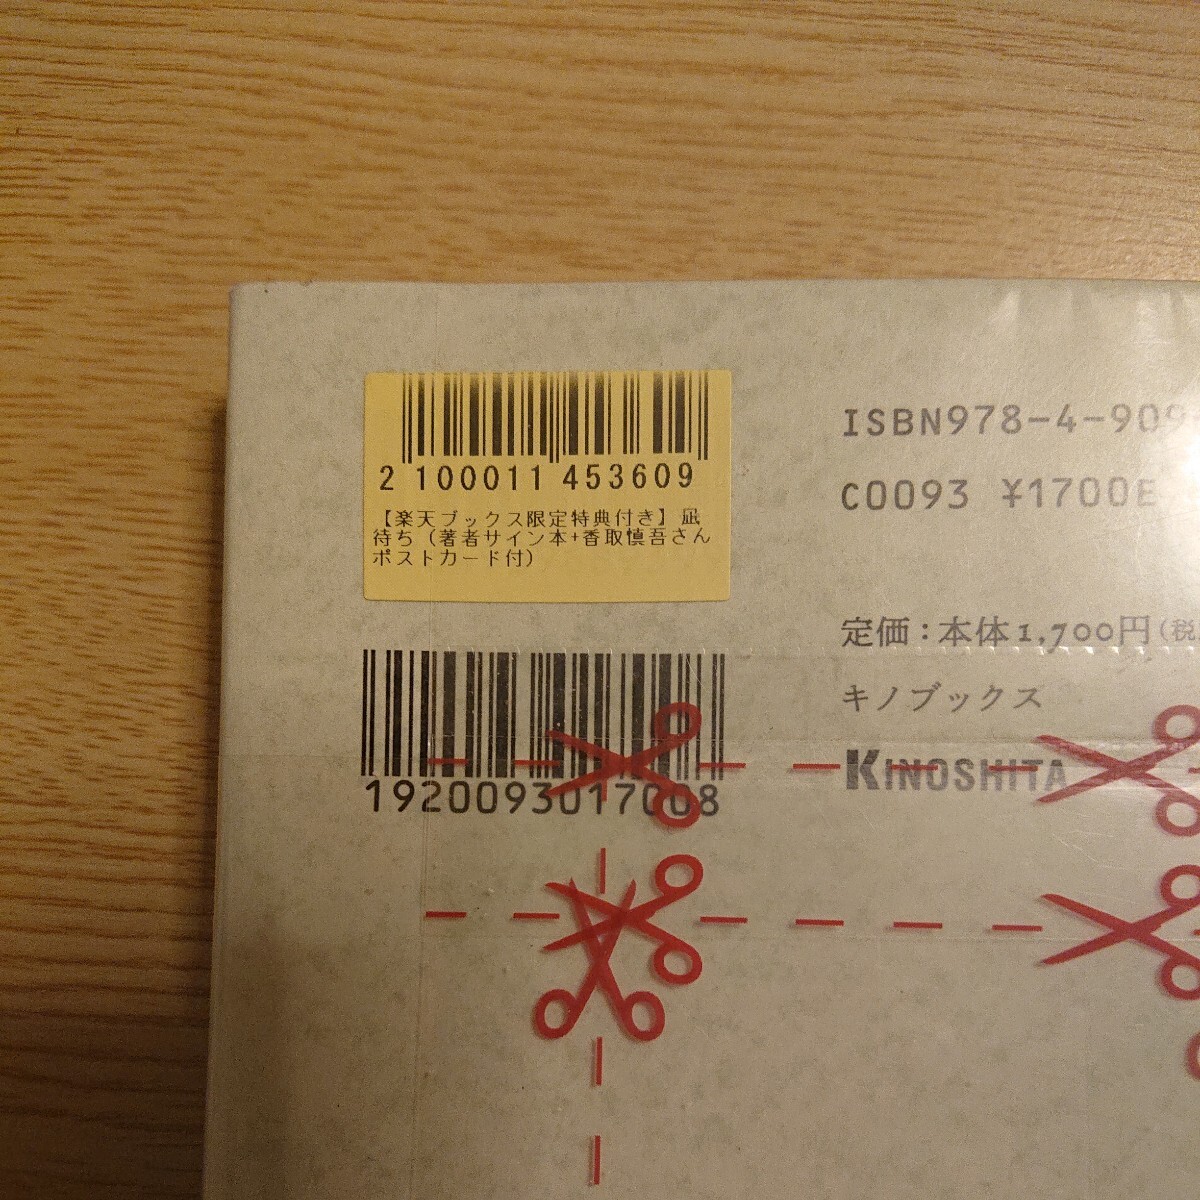 2 100011 453609
【楽天ブックス限定特典付き】凪
待ち（著者サイン本+香取慎吾さん
ポストカード付）
1920093017008
ISBN978-4-909
C0093 ¥1700E
定価:本体1,700円(税
キノブックス
KINOSHITA